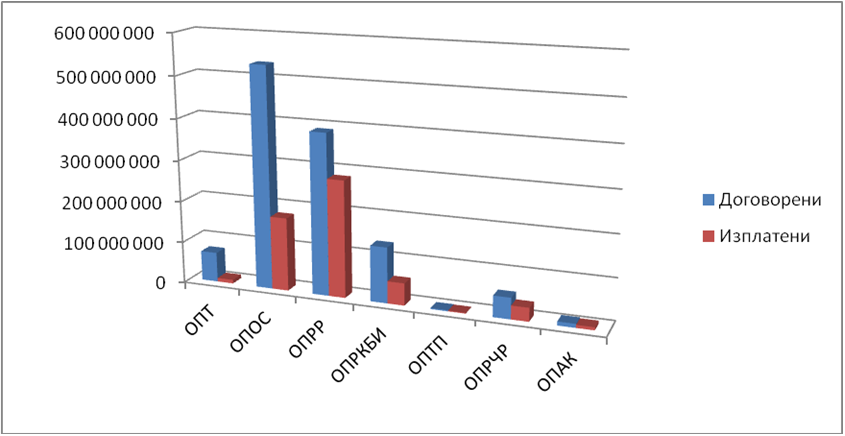 600 000 000
500 000 000
400 000 000
300 000 000
200 000 000
100 000 000
0
ОПТ
ОПОС
ОПРР
ОПРКБИ
ОПТП
ОПРЧР
ОПАК
Договорени
Изплатени